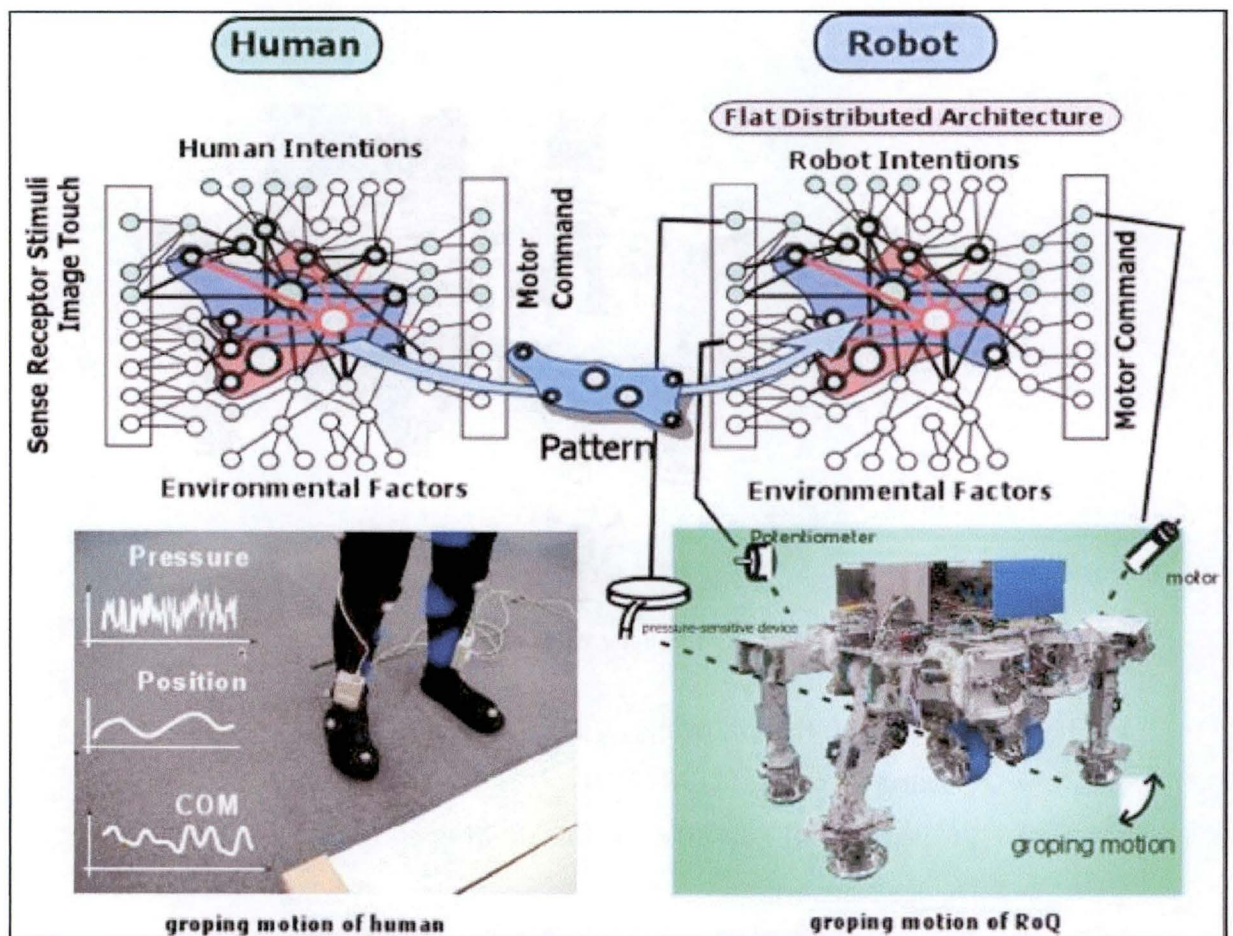 Human
Robot
Flat Distributed Architecture
Human Intentions
Robot Intentions
Sense Receptor Stimuli
Image Touch
Motor
Command
Motor Command
Pattern
Environmental Factors
Environmental Factors
Pressure
Position
COM
Potentiometer
motor
pressure-sensitive device
groping motion
groping motion of human
groping motion of RoQ